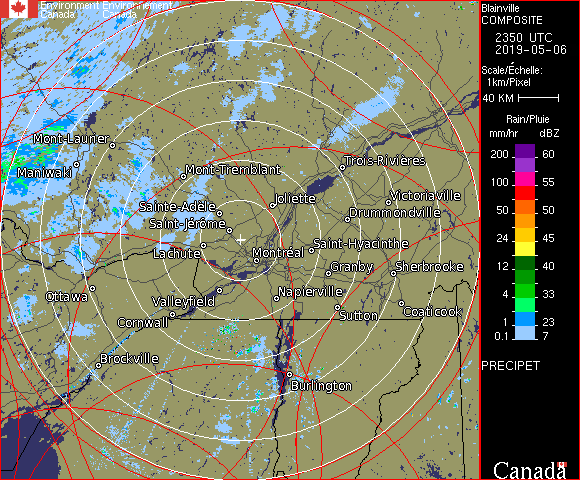 Environment Environnement
Canada Canada
Blainville
COMPOSITE
2350 UTC
2019-05-06
Scale/Échelle:
1km/Pixel
40 KM
Rain/Pluie
mm/hr dBZ
200 60
100 55
50 50
24 45
12 40
4 33
1 23
0.1 7
PRECIPET
Canada
Mont-Laurier
Maniwaki
Mont-Tremblant
Trois-Rivières
Joliette
Victoriaville
Sainte-Adèle
Drummondville
Saint-Jérôme
Saint-Hyacinthe
Lachute
Montréal
Granby
Sherbrooke
Ottawa
Valleyfield
Napierville
Coaticook
Cornwall
Sutton
Brockville
Burlington